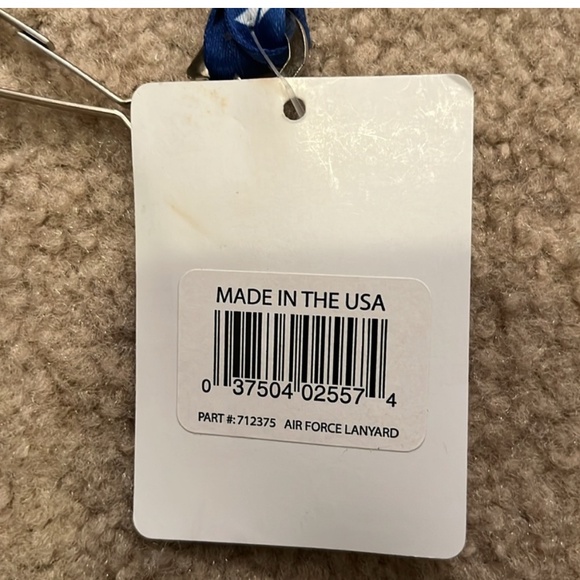 MADE IN THE USA
0 37504 02557 4
PART #: 712375 AIR FORCE LANYARD